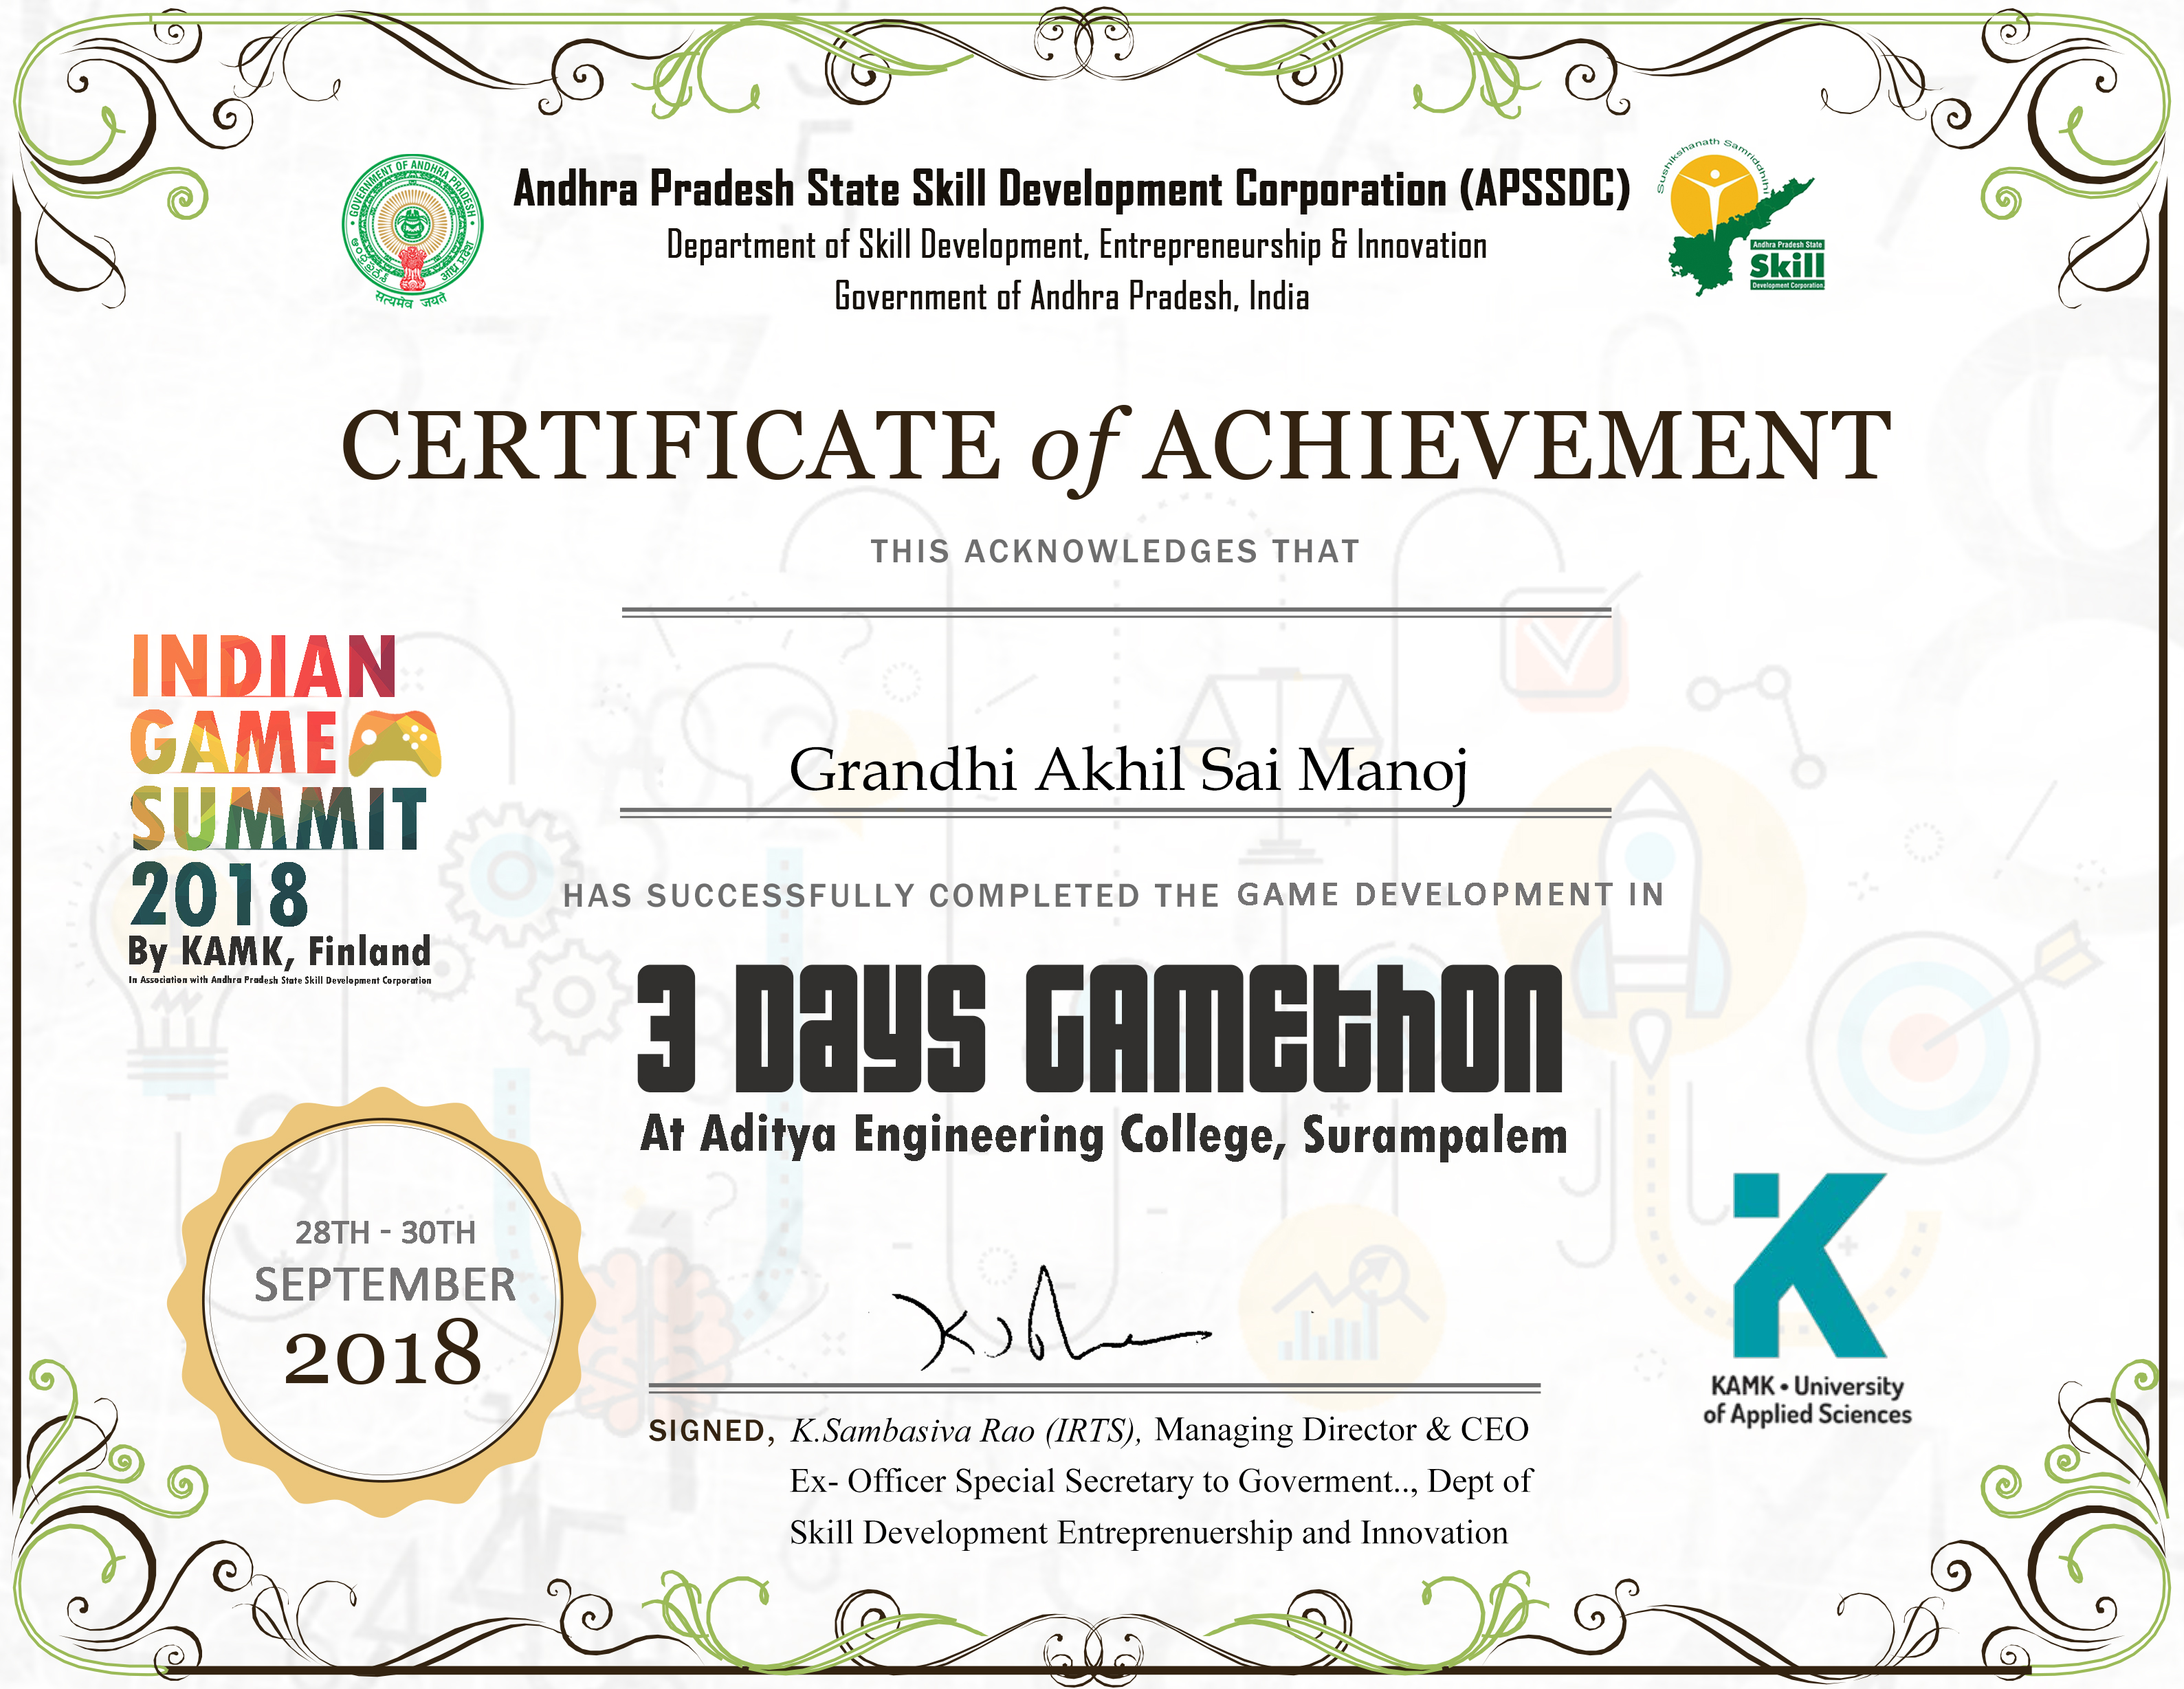 GOVERNMENT OF ANDHRA PRADESH
सत्यमेव जयते
Andhra Pradesh State Skill Development Corporation (APSSDC)
Department of Skill Development, Entrepreneurship & Innovation
Government of Andhra Pradesh, India
Sushikshanath Samriddhihi
Andhra Pradesh State
Skill
Development Corporation
CERTIFICATE of ACHIEVEMENT
THIS ACKNOWLEDGES THAT
INDIAN
GAME
SUMMIT
2018
By KAMK, Finland
In Association with Andhra Pradesh State Skill Development Corporation
Grandhi Akhil Sai Manoj
HAS SUCCESSFULLY COMPLETED THE GAME DEVELOPMENT IN
3 Days GAMEthON
At Aditya Engineering College, Surampalem
28TH - 30TH
SEPTEMBER
2018
SIGNED, K.Sambasiva Rao (IRTS), Managing Director & CEO
Ex- Officer Special Secretary to Goverment.., Dept of
Skill Development Entreprenuership and Innovation
KAMK • University
of Applied Sciences